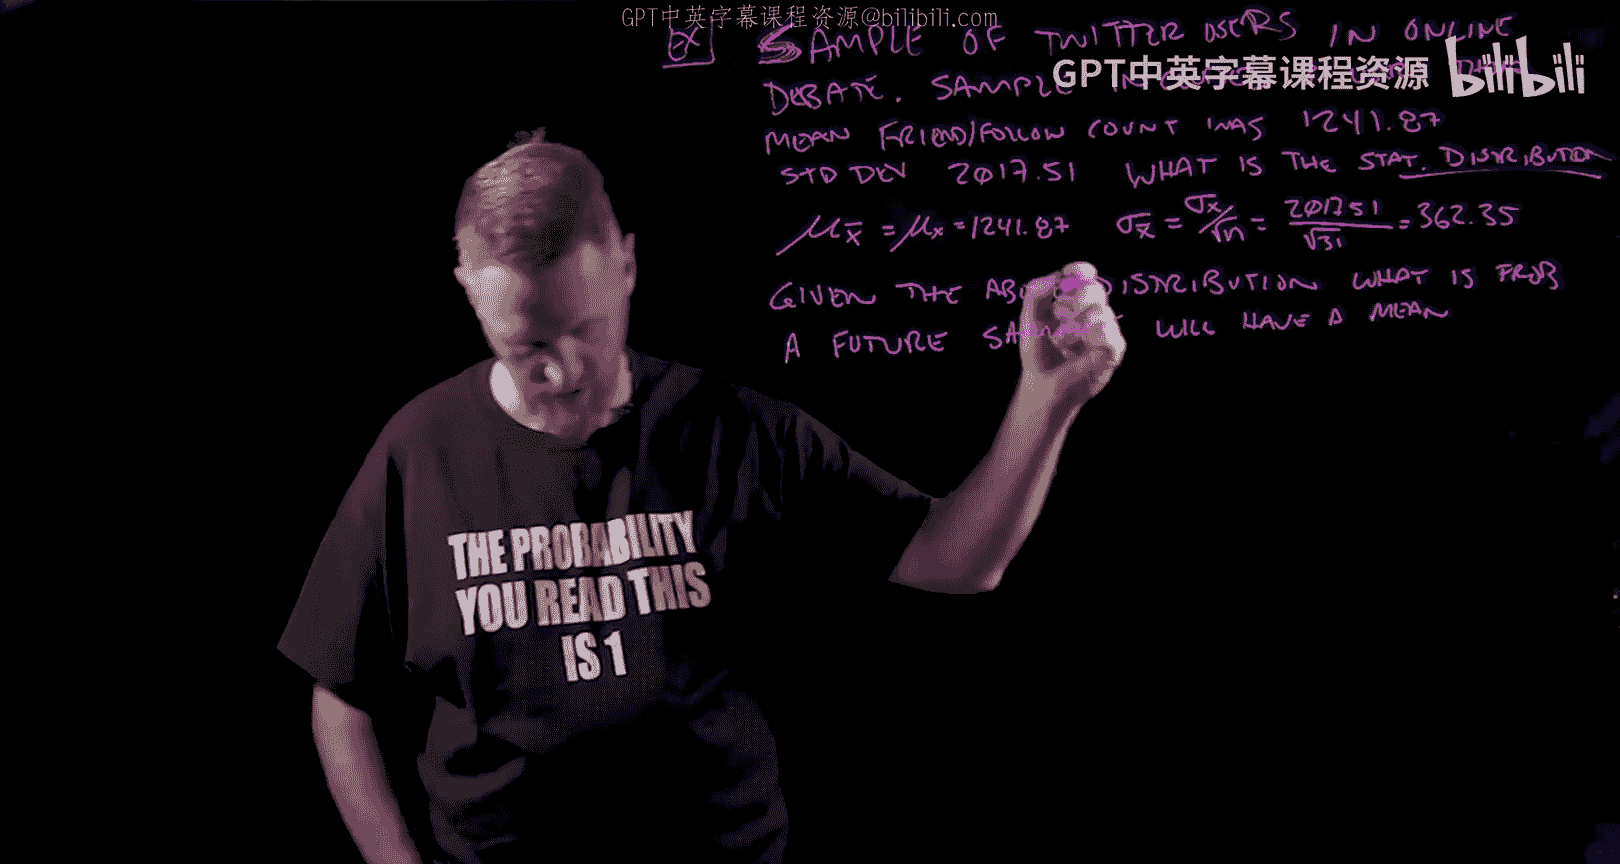 GPT中英字幕课程资源@bilibili.com
EX SAMPLE OF TWITTER USERS IN ONLINE
GPT中英字幕课程资源 bilibili
DEBATE. SAMPLE
MEAN FRIEND/FOLLOW COUNT WAS 1241.87
STD DEV 2017.51 WHAT IS THE STAT. DISTRIBUTION
μx̄ = μx = 1241.87 σx̄ = σx/√n = 201751/√31 = 362.35
GIVEN THE DISTRIBUTION WHAT IS PROB
A FUTURE WILL HAVE A MEAN
THE PROBABILITY
YOU READ THIS
IS 1